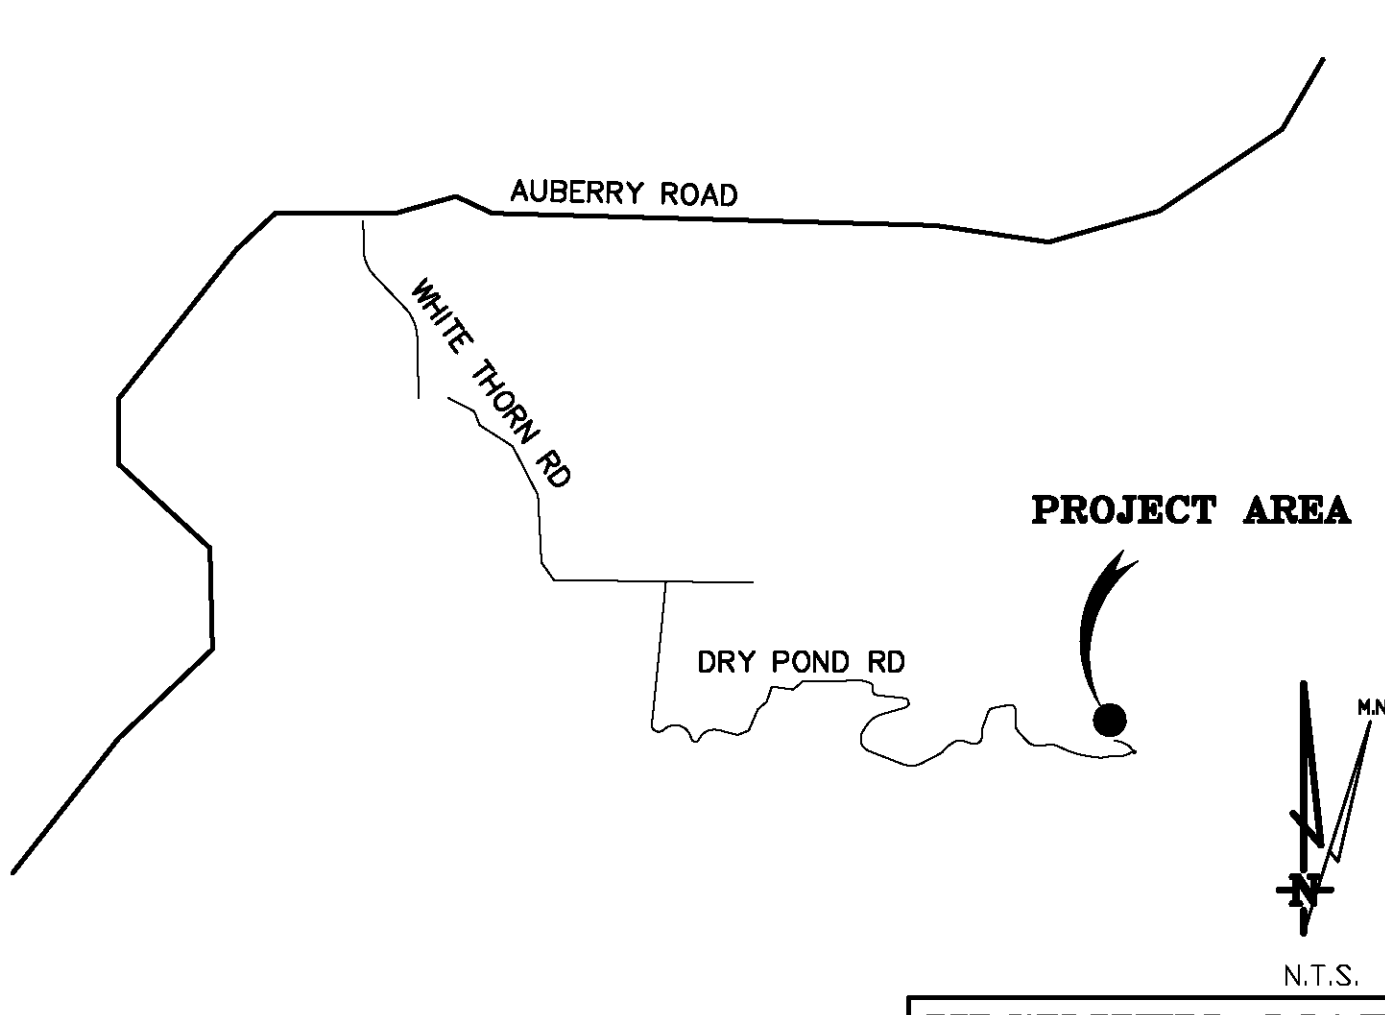 AUBERRY ROAD
WHITE THORN RD
PROJECT AREA
DRY POND RD
M.N
N
N.T.S.